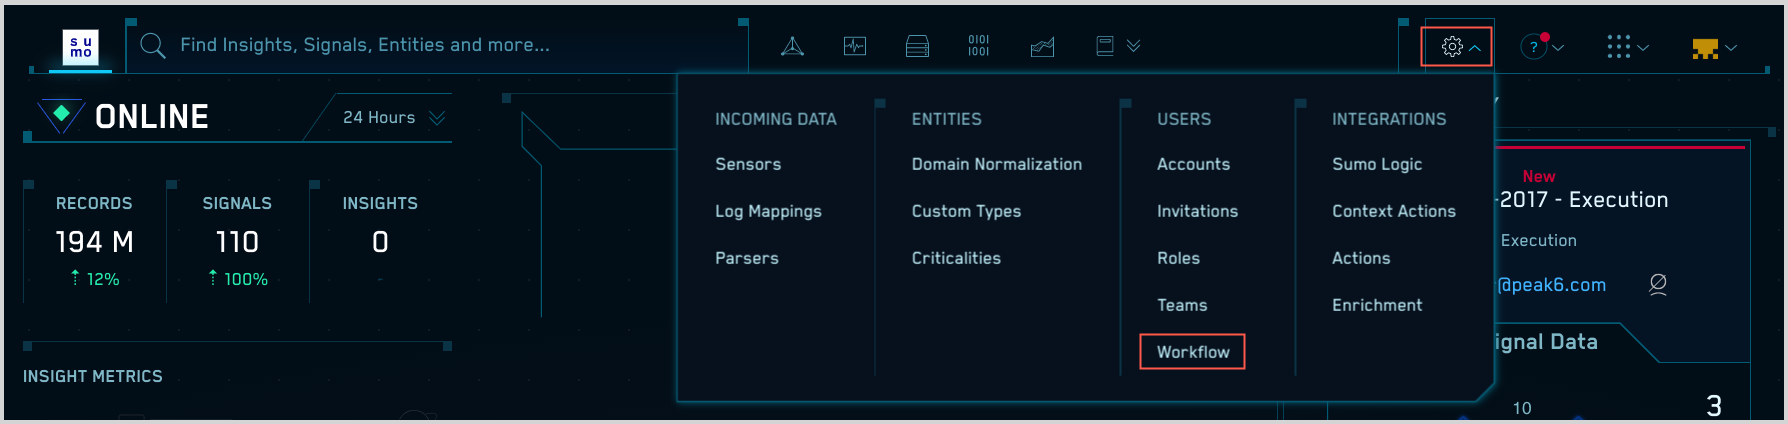 su
mo
Find Insights, Signals, Entities and more...
0101
1001
?
ONLINE
24 Hours
RECORDS
194 M
12%
SIGNALS
110
100%
INSIGHTS
0
-
INSIGHT METRICS
INCOMING DATA
Sensors
Log Mappings
Parsers
ENTITIES
Domain Normalization
Custom Types
Criticalities
USERS
Accounts
Invitations
Roles
Teams
Workflow
INTEGRATIONS
Sumo Logic
Context Actions
Actions
Enrichment
New
-2017 - Execution
Execution
@peak6.com
ignal Data
10
3